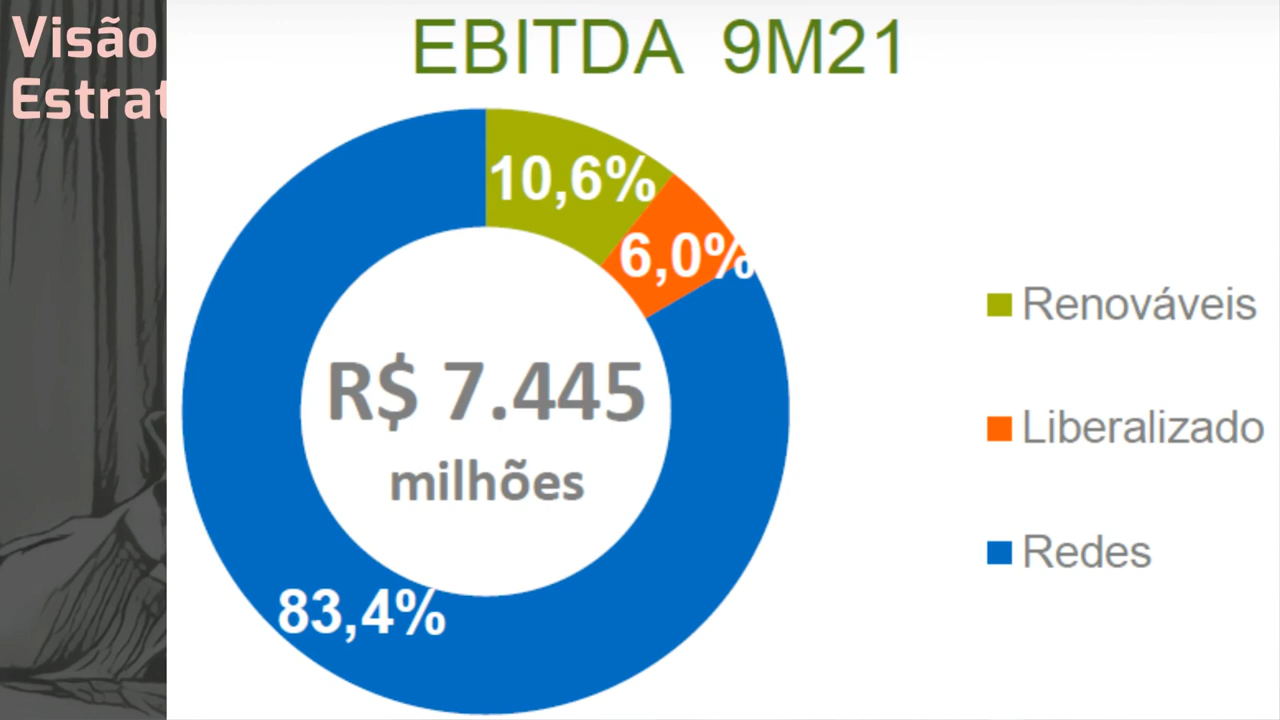 Visão
Estrat
EBITDA 9M21
10,6%
6,0%
R$ 7.445
milhões
83,4%
Renováveis
Liberalizado
Redes